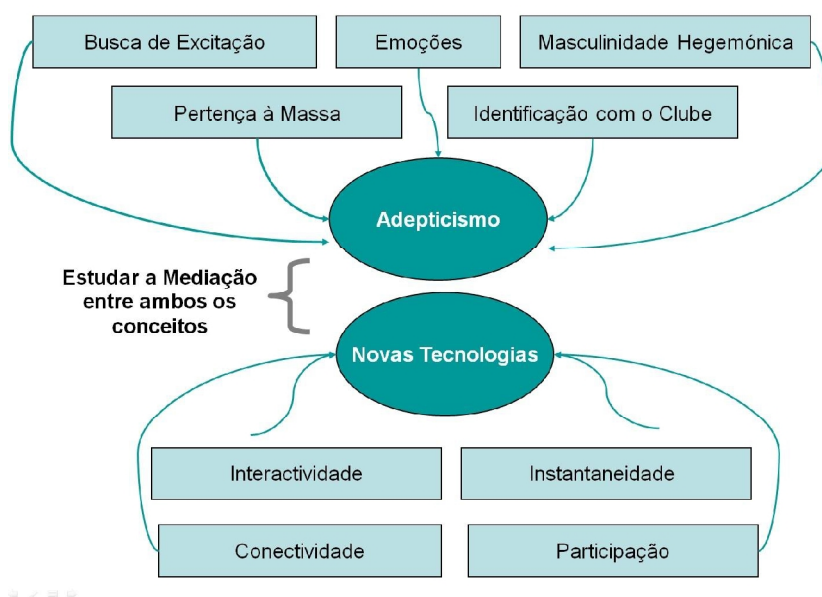 Busca de Excitação
Emoções
Masculinidade Hegemónica
Pertença à Massa
Identificação com o Clube
Adepticismo
Estudar a Mediação
entre ambos os
conceitos
Novas Tecnologias
Interactividade
Instantaneidade
Conectividade
Participação